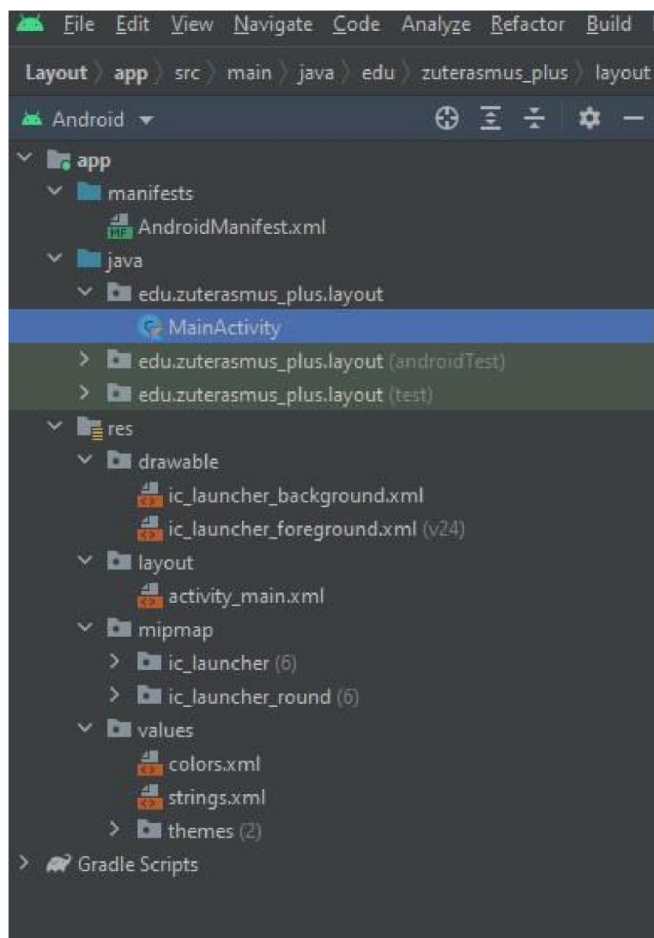 File Edit View Navigate Code Analyze Refactor Build
Layout app src main java edu zuterasmus_plus layout
Android
app
manifests
MF AndroidManifest.xml
java
edu.zuterasmus_plus.layout
MainActivity
edu.zuterasmus_plus.layout (androidTest)
edu.zuterasmus_plus.layout (test)
res
drawable
ic_launcher_background.xml
ic_launcher_foreground.xml (v24)
layout
activity_main.xml
mipmap
ic_launcher (6)
ic_launcher_round (6)
values
colors.xml
strings.xml
themes (2)
Gradle Scripts